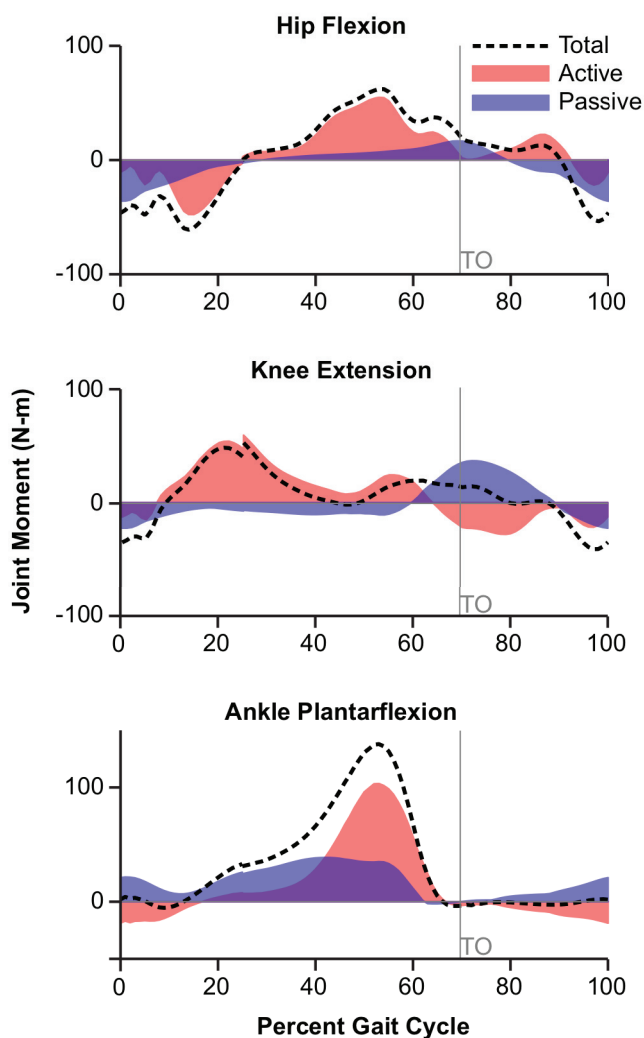 Hip Flexion
Total
Active
Passive
100
0
-100
TO
0 20 40 60 80 100
Knee Extension
100
0
-100
TO
0 20 40 60 80 100
Joint Moment (N-m)
Ankle Plantarflexion
100
0
TO
0 20 40 60 80 100
Percent Gait Cycle